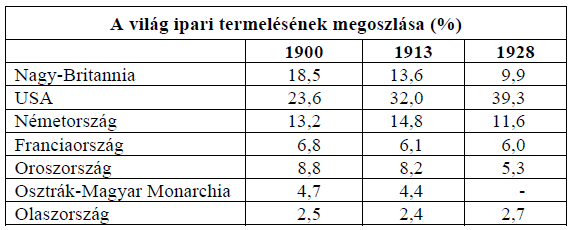 A világ ipari termelésének megoszlása (%)
1900 1913 1928
Nagy-Britannia 18,5 13,6 9,9
USA 23,6 32,0 39,3
Németország 13,2 14,8 11,6
Franciaország 6,8 6,1 6,0
Oroszország 8,8 8,2 5,3
Osztrák-Magyar Monarchia 4,7 4,4 -
Olaszország 2,5 2,4 2,7